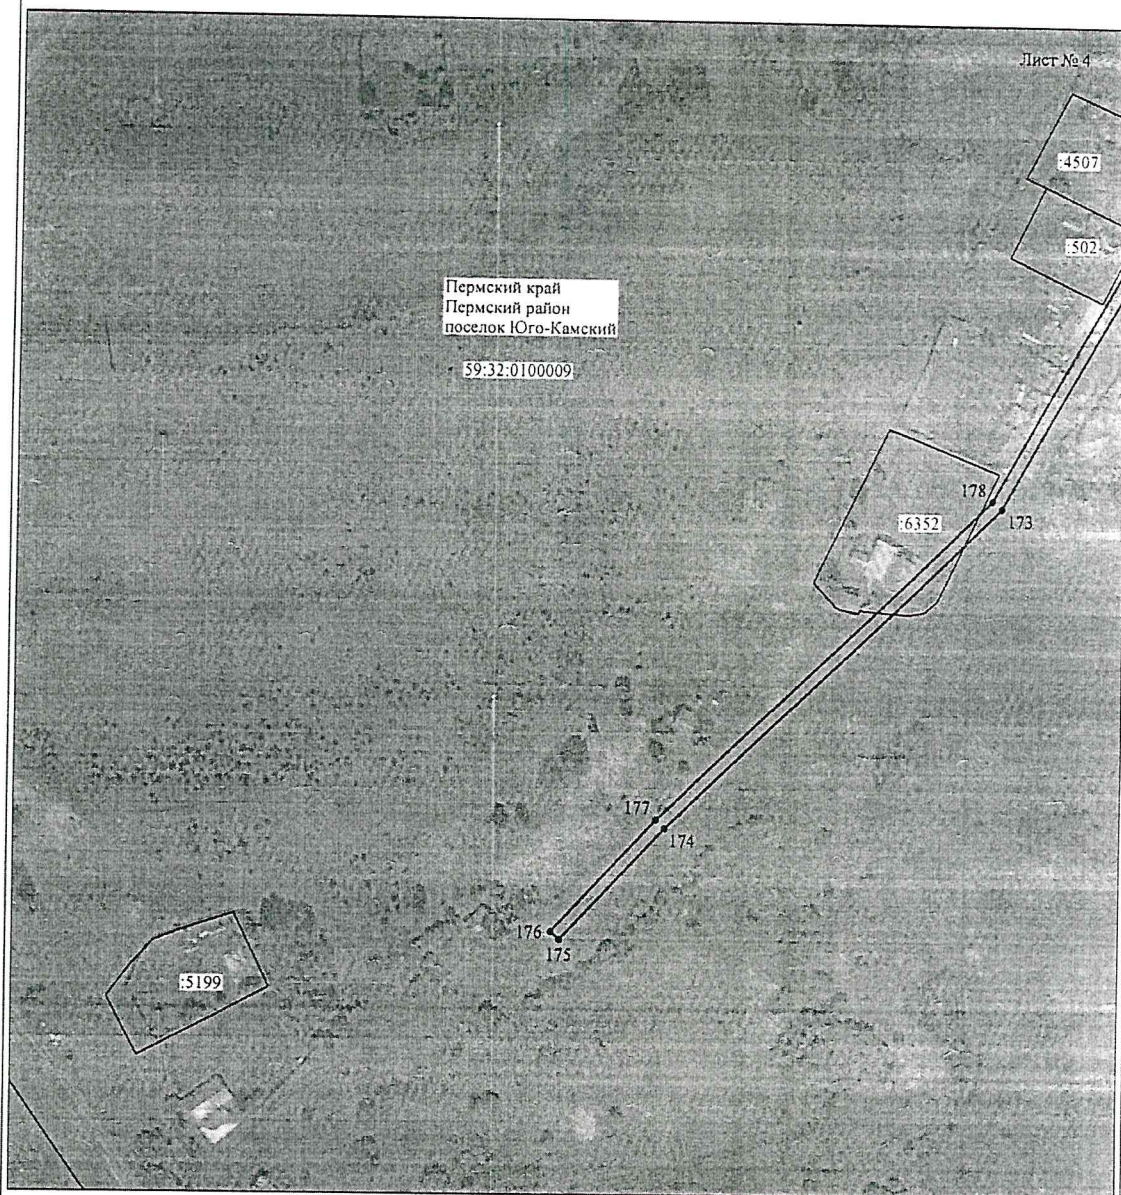 Лист № 4
:4507
:502
Пермский край
Пермский район
поселок Юго-Камский
59:32:0100009
178
:6352
173
177
174
176
175
:5199